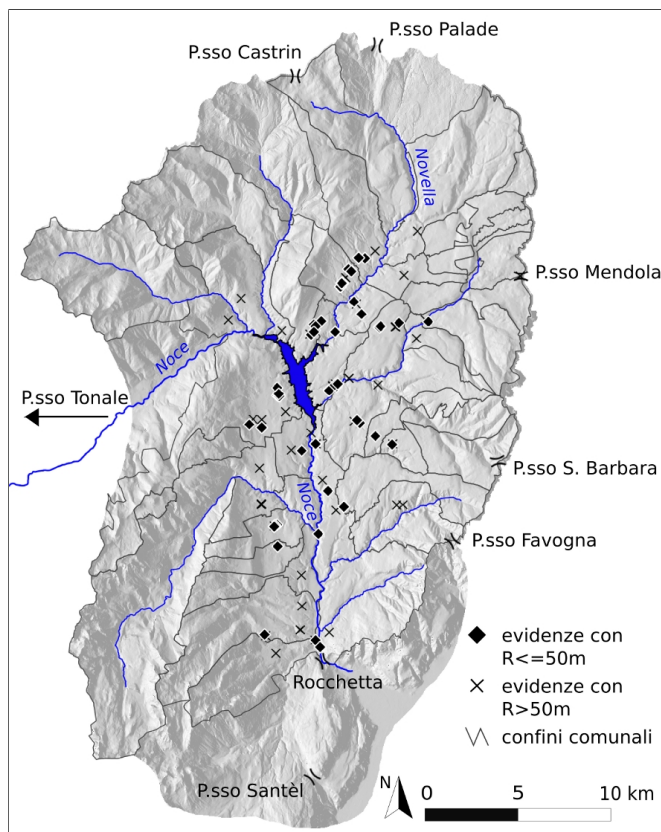 P.sso Palade
P.sso Castrin
Novella
P.sso Mendola
Noce
P.sso Tonale
P.sso S. Barbara
Noce
P.sso Favogna
evidenze con
R<=50m
evidenze con
R>50m
Rocchetta
confini comunali
P.sso Santèl
N
0 5 10 km